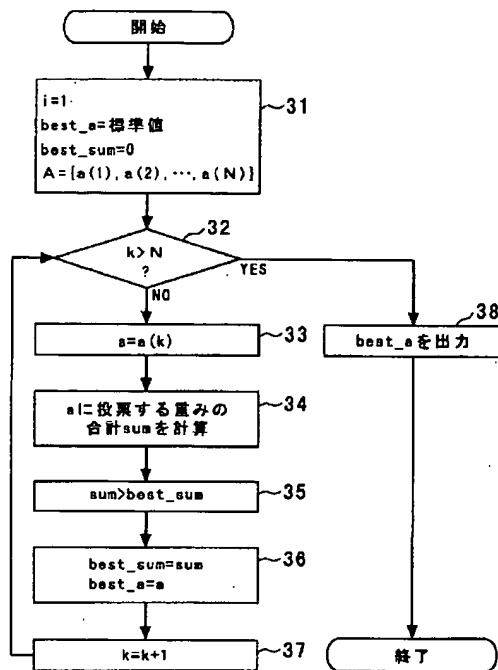 開始
i=1
best_a=標準値
best_sum=0
A={a(1),a(2),…,a(N)}
31
k>N
?
32
YES
NO
a=a(k)
33
aに投票する重みの
合計sumを計算
34
sum>best_sum
35
best_sum=sum
best_a=a
36
k=k+1
37
best_aを出力
38
終了